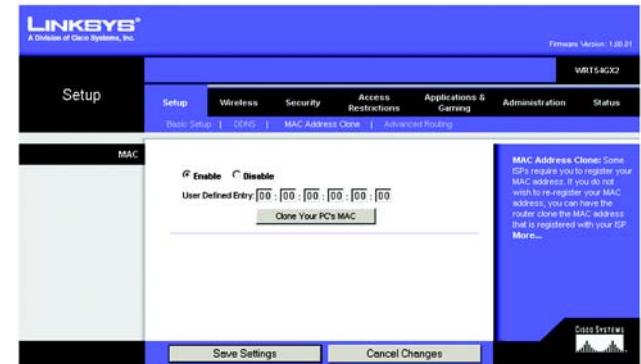 LINKSYS®
A Division of Cisco Systems, Inc.
Firmware Version: 1.00.01
WRT54GX2
Setup
Setup Wireless Security Access Restrictions Applications & Gaming Administration Status
Basic Setup | DDNS | MAC Address Clone | Advanced Routing
MAC
Enable Disable
User Defined Entry: 00 : 00 : 00 : 00 : 00 : 00
Clone Your PC's MAC
MAC Address Clone: Some
ISPs require you to register your
MAC address. If you do not
wish to re-register your MAC
address, you can have the
router clone the MAC address
that is registered with your ISP.
More...
Save Settings Cancel Changes
CISCO SYSTEMS